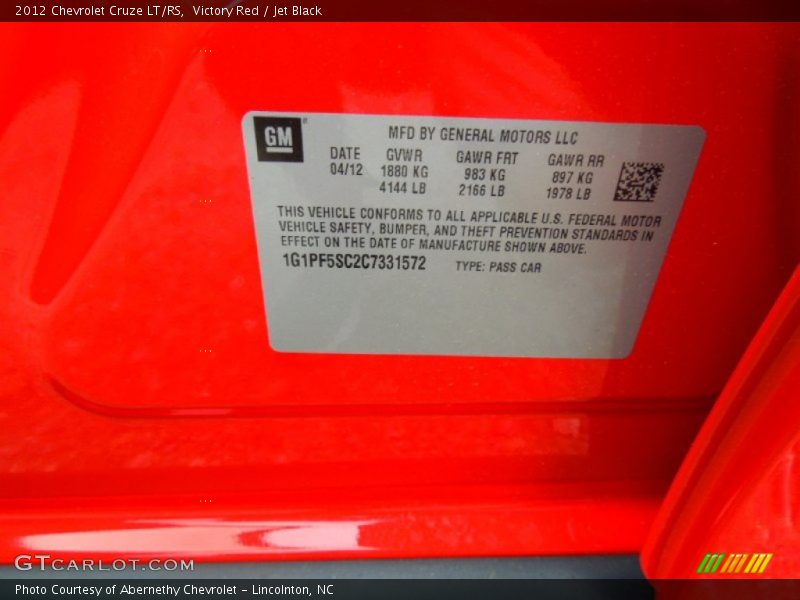 2012 Chevrolet Cruze LT/RS, Victory Red / Jet Black
GM
MFD BY GENERAL MOTORS LLC
DATE GVWR GAWR FRT GAWR RR
04/12 1880 KG 983 KG 897 KG
4144 LB 2166 LB 1978 LB
THIS VEHICLE CONFORMS TO ALL APPLICABLE U.S. FEDERAL MOTOR
VEHICLE SAFETY, BUMPER, AND THEFT PREVENTION STANDARDS IN
EFFECT ON THE DATE OF MANUFACTURE SHOWN ABOVE.
1G1PF5SC2C7331572 TYPE: PASS CAR
GTCARLOT.COM
Photo Courtesy of Abernethy Chevrolet - Lincolnton, NC